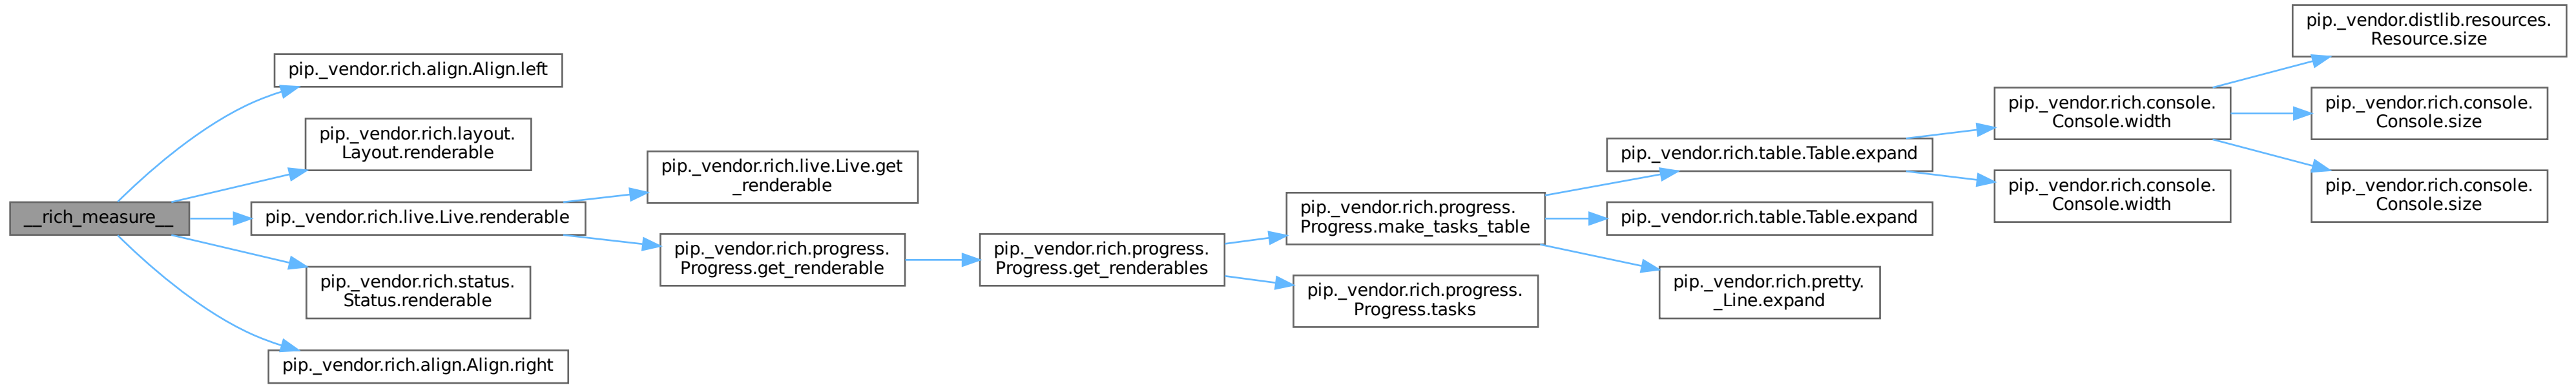 __rich_measure__
pip._vendor.rich.align.Align.left
pip._vendor.rich.layout.
Layout.renderable
pip._vendor.rich.live.Live.renderable
pip._vendor.rich.status.
Status.renderable
pip._vendor.rich.align.Align.right
pip._vendor.rich.live.Live.get
_renderable
pip._vendor.rich.progress.
Progress.get_renderable
pip._vendor.rich.progress.
Progress.get_renderables
pip._vendor.rich.progress.
Progress.make_tasks_table
pip._vendor.rich.progress.
Progress.tasks
pip._vendor.rich.table.Table.expand
pip._vendor.rich.table.Table.expand
pip._vendor.rich.pretty.
_Line.expand
pip._vendor.rich.console.
Console.width
pip._vendor.rich.console.
Console.width
pip._vendor.distlib.resources.
Resource.size
pip._vendor.rich.console.
Console.size
pip._vendor.rich.console.
Console.size